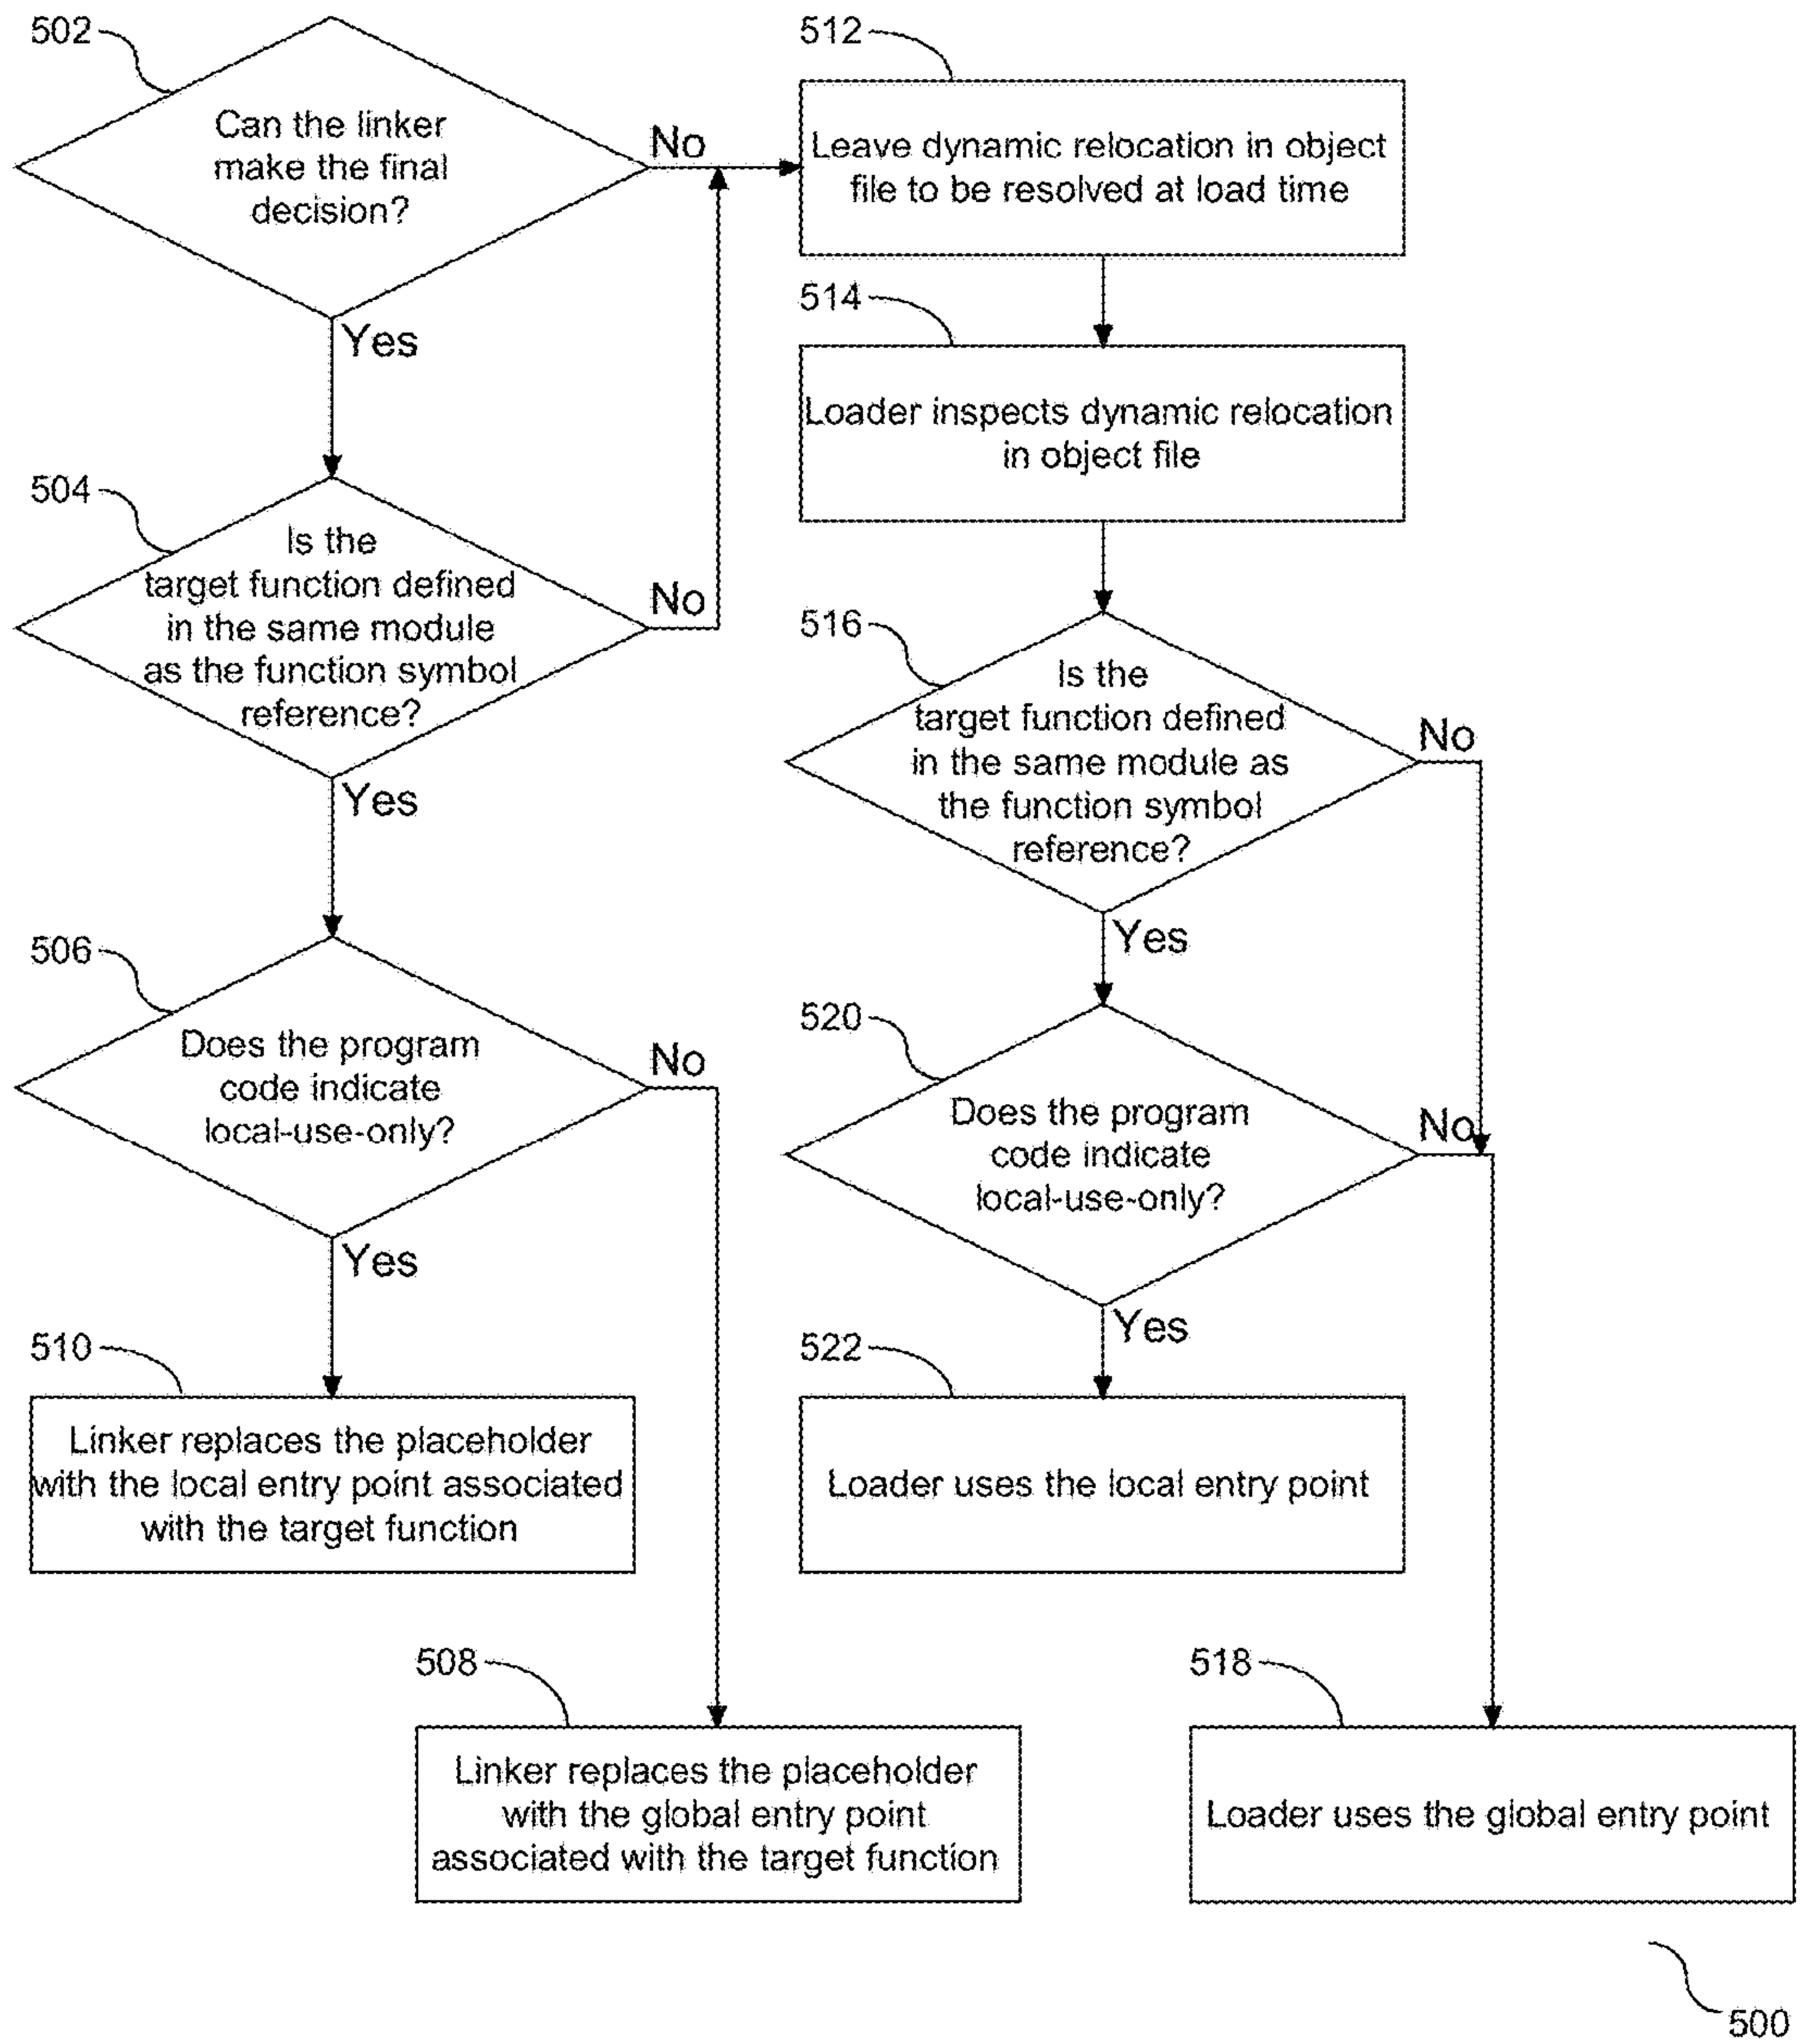 502
Can the linker
make the final
decision?
No
Yes
504
Is the
target function defined
in the same module
as the function symbol
reference?
No
Yes
506
Does the program
code indicate
local-use-only?
No
Yes
510
Linker replaces the placeholder
with the local entry point associated
with the target function
508
Linker replaces the placeholder
with the global entry point
associated with the target function
512
Leave dynamic relocation in object
file to be resolved at load time
514
Loader inspects dynamic relocation
in object file
516
Is the
target function defined
in the same module as
the function symbol
reference?
No
Yes
520
Does the program
code indicate
local-use-only?
No
Yes
522
Loader uses the local entry point
518
Loader uses the global entry point
500